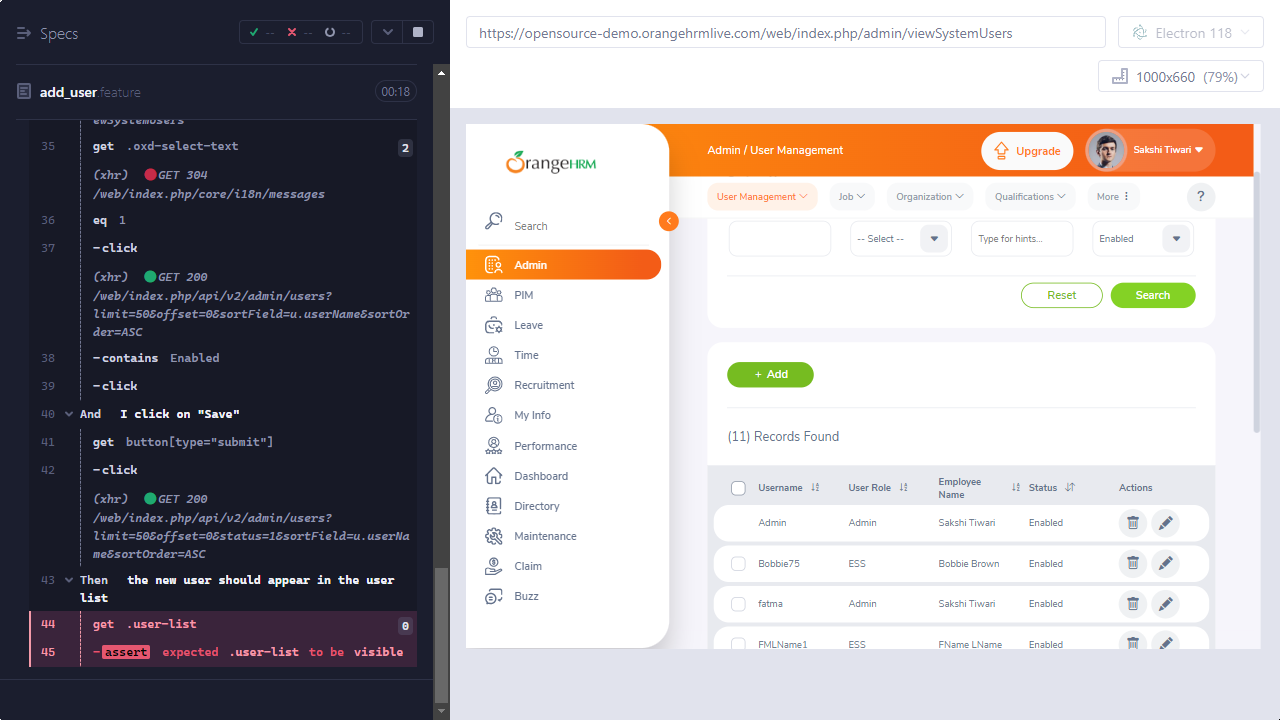 Specs
-- -- --
add_user.feature
00:18
ewSystemUsers
35 get .oxd-select-text 2
(xhr) GET 304
/web/index.php/core/i18n/messages
36 eq 1
37 -click
(xhr) GET 200
/web/index.php/api/v2/admin/users?
limit=50&offset=0&sortField=u.userName&sortOr
der=ASC
38 -contains Enabled
39 -click
40 And I click on "Save"
41 get button[type="submit"]
42 -click
(xhr) GET 200
/web/index.php/api/v2/admin/users?
limit=50&offset=0&status=1&sortField=u.userNa
me&sortOrder=ASC
43 Then the new user should appear in the user
list
44 get .user-list 0
45 -assert expected .user-list to be visible
https://opensource-demo.orangehrmlive.com/web/index.php/admin/viewSystemUsers
Electron 118
1000x660 (79%)
OrangeHRM
Search
Admin
PIM
Leave
Time
Recruitment
My Info
Performance
Dashboard
Directory
Maintenance
Claim
Buzz
Admin / User Management
Upgrade
Sakshi Tiwari
User Management Job Organization Qualifications More ?
-- Select -- Type for hints... Enabled
Reset Search
+ Add
(11) Records Found
Username User Role Employee Name Status Actions
Admin Admin Sakshi Tiwari Enabled
Bobbie75 ESS Bobbie Brown Enabled
fatma Admin Sakshi Tiwari Enabled
FMLName1 ESS FName LName Enabled